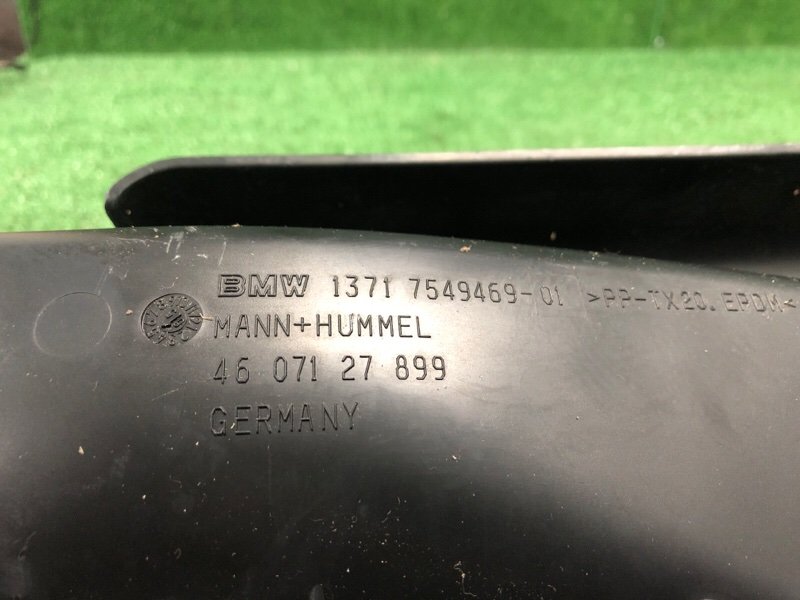 BMW 1371 7549469-01 >PP-TX20.EPDM<
MANN+HUMMEL
46 071 27 899
GERMANY